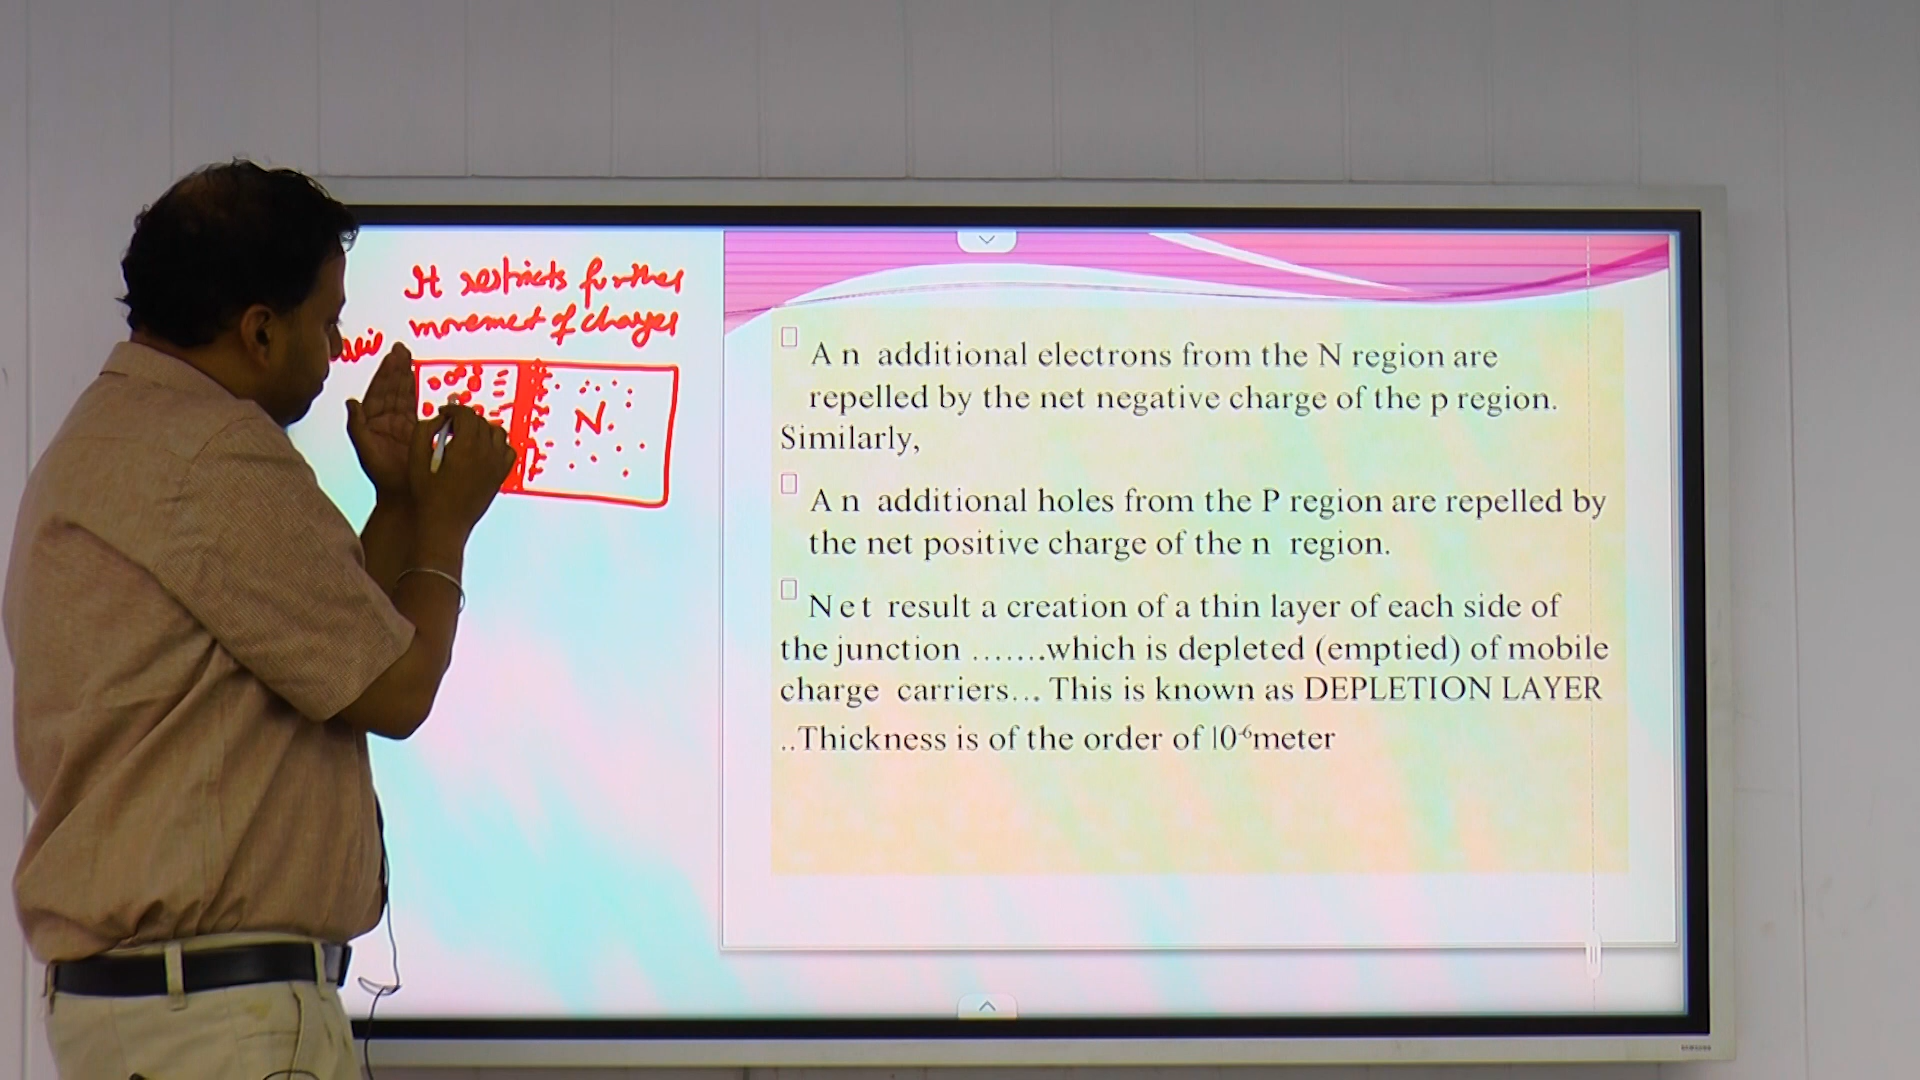 It restricts further
movement of charges
N
A n additional electrons from the N region are
repelled by the net negative charge of the p region.
Similarly,
A n additional holes from the P region are repelled by
the net positive charge of the n region.
N e t result a creation of a thin layer of each side of
the junction .......which is depleted (emptied) of mobile
charge carriers... This is known as DEPLETION LAYER
..Thickness is of the order of 10⁻⁶meter
SAMSUNG